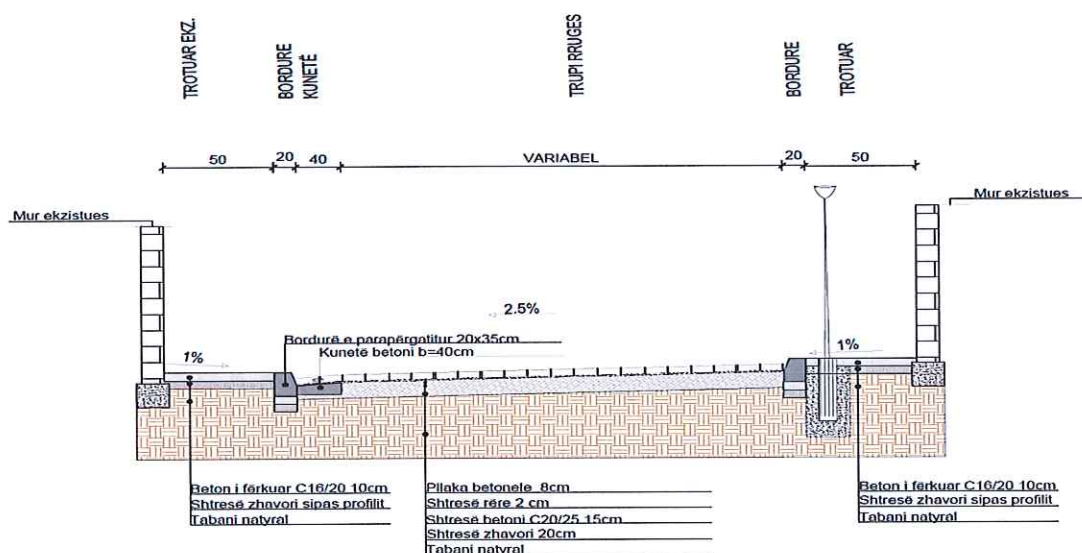 TROTUAR EKZ.
BORDURE
KUNETË
TRUPI RRUGES
BORDURE
TROTUAR
50
20
40
VARIABEL
20
50
Mur ekzistues
Mur ekzistues
2.5%
Bordurë e parapërgatitur 20x35cm
Kunetë betoni b=40cm
1%
1%
Beton i fërkuar C16/20 10cm
Shtresë zhavori sipas profilit
Tabani natyral
Pllaka betonele 8cm
Shtresë rëre 2 cm
Shtresë betoni C20/25 15cm
Shtresë zhavori 20cm
Tabani natyral
Beton i fërkuar C16/20 10cm
Shtresë zhavori sipas profilit
Tabani natyral